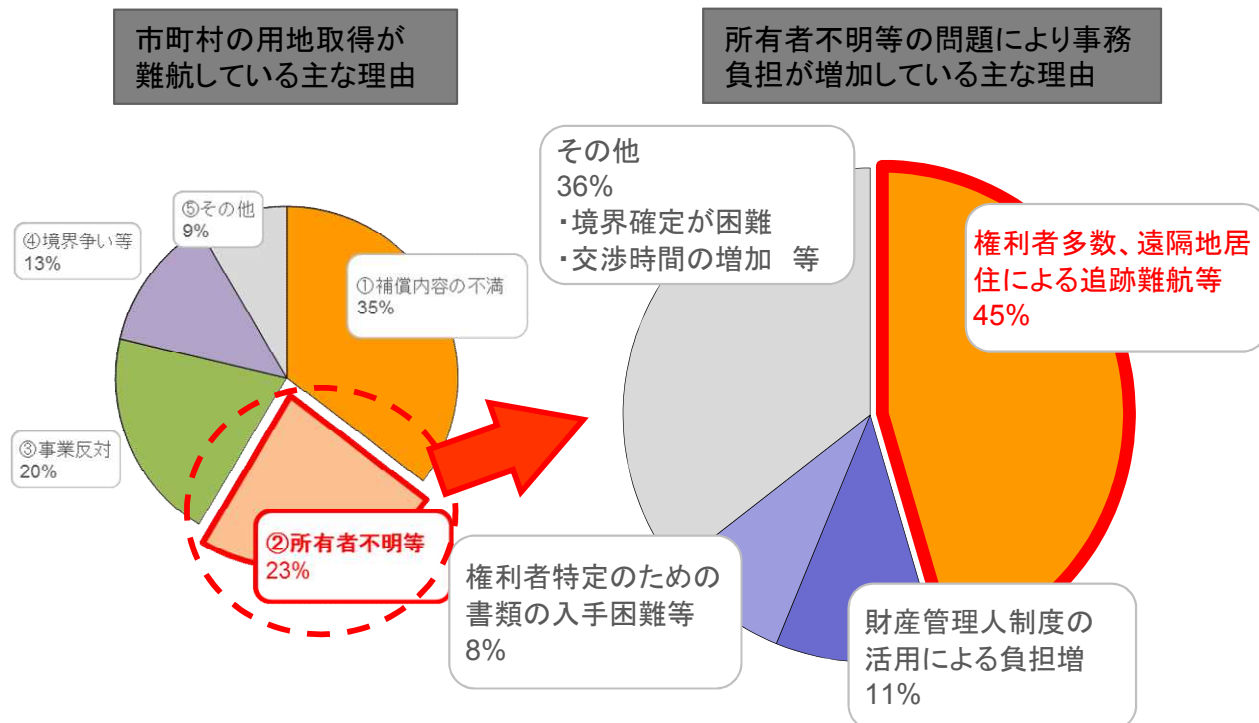 市町村の用地取得が
難航している主な理由
⑤その他
9%
④境界争い等
13%
①補償内容の不満
35%
③事業反対
20%
②所有者不明等
23%
所有者不明等の問題により事務
負担が増加している主な理由
その他
36%
・境界確定が困難
・交渉時間の増加　等
権利者多数、遠隔地居
住による追跡難航等
45%
権利者特定のための
書類の入手困難等
8%
財産管理人制度の
活用による負担増
11%